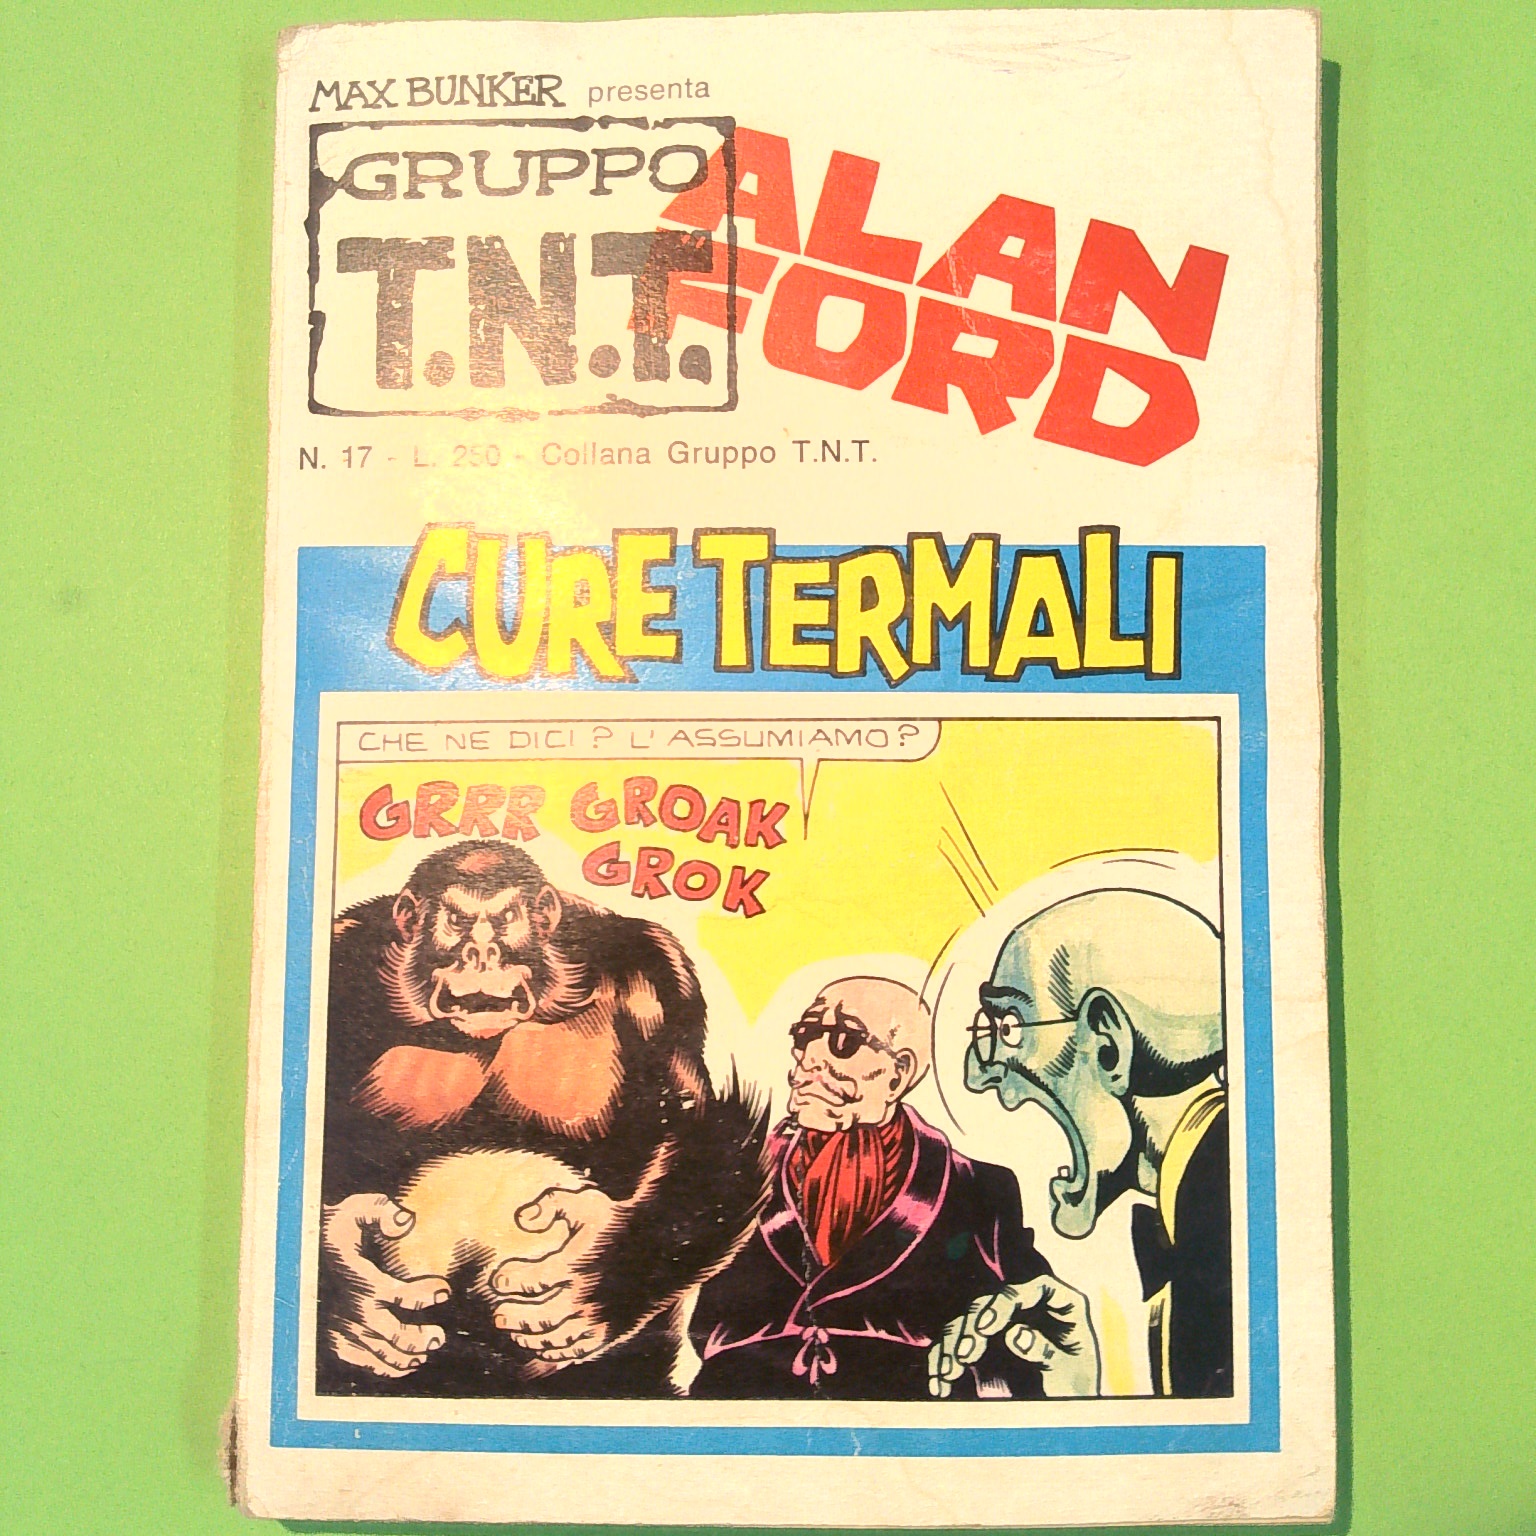 MAX BUNKER presenta
GRUPPO
T.N.T.
ALAN
FORD
N. 17 - L. 250 - Collana Gruppo T.N.T.
CURE TERMALI
CHE NE DICI? L'ASSUMIAMO?
GRRR GROAK
GROK